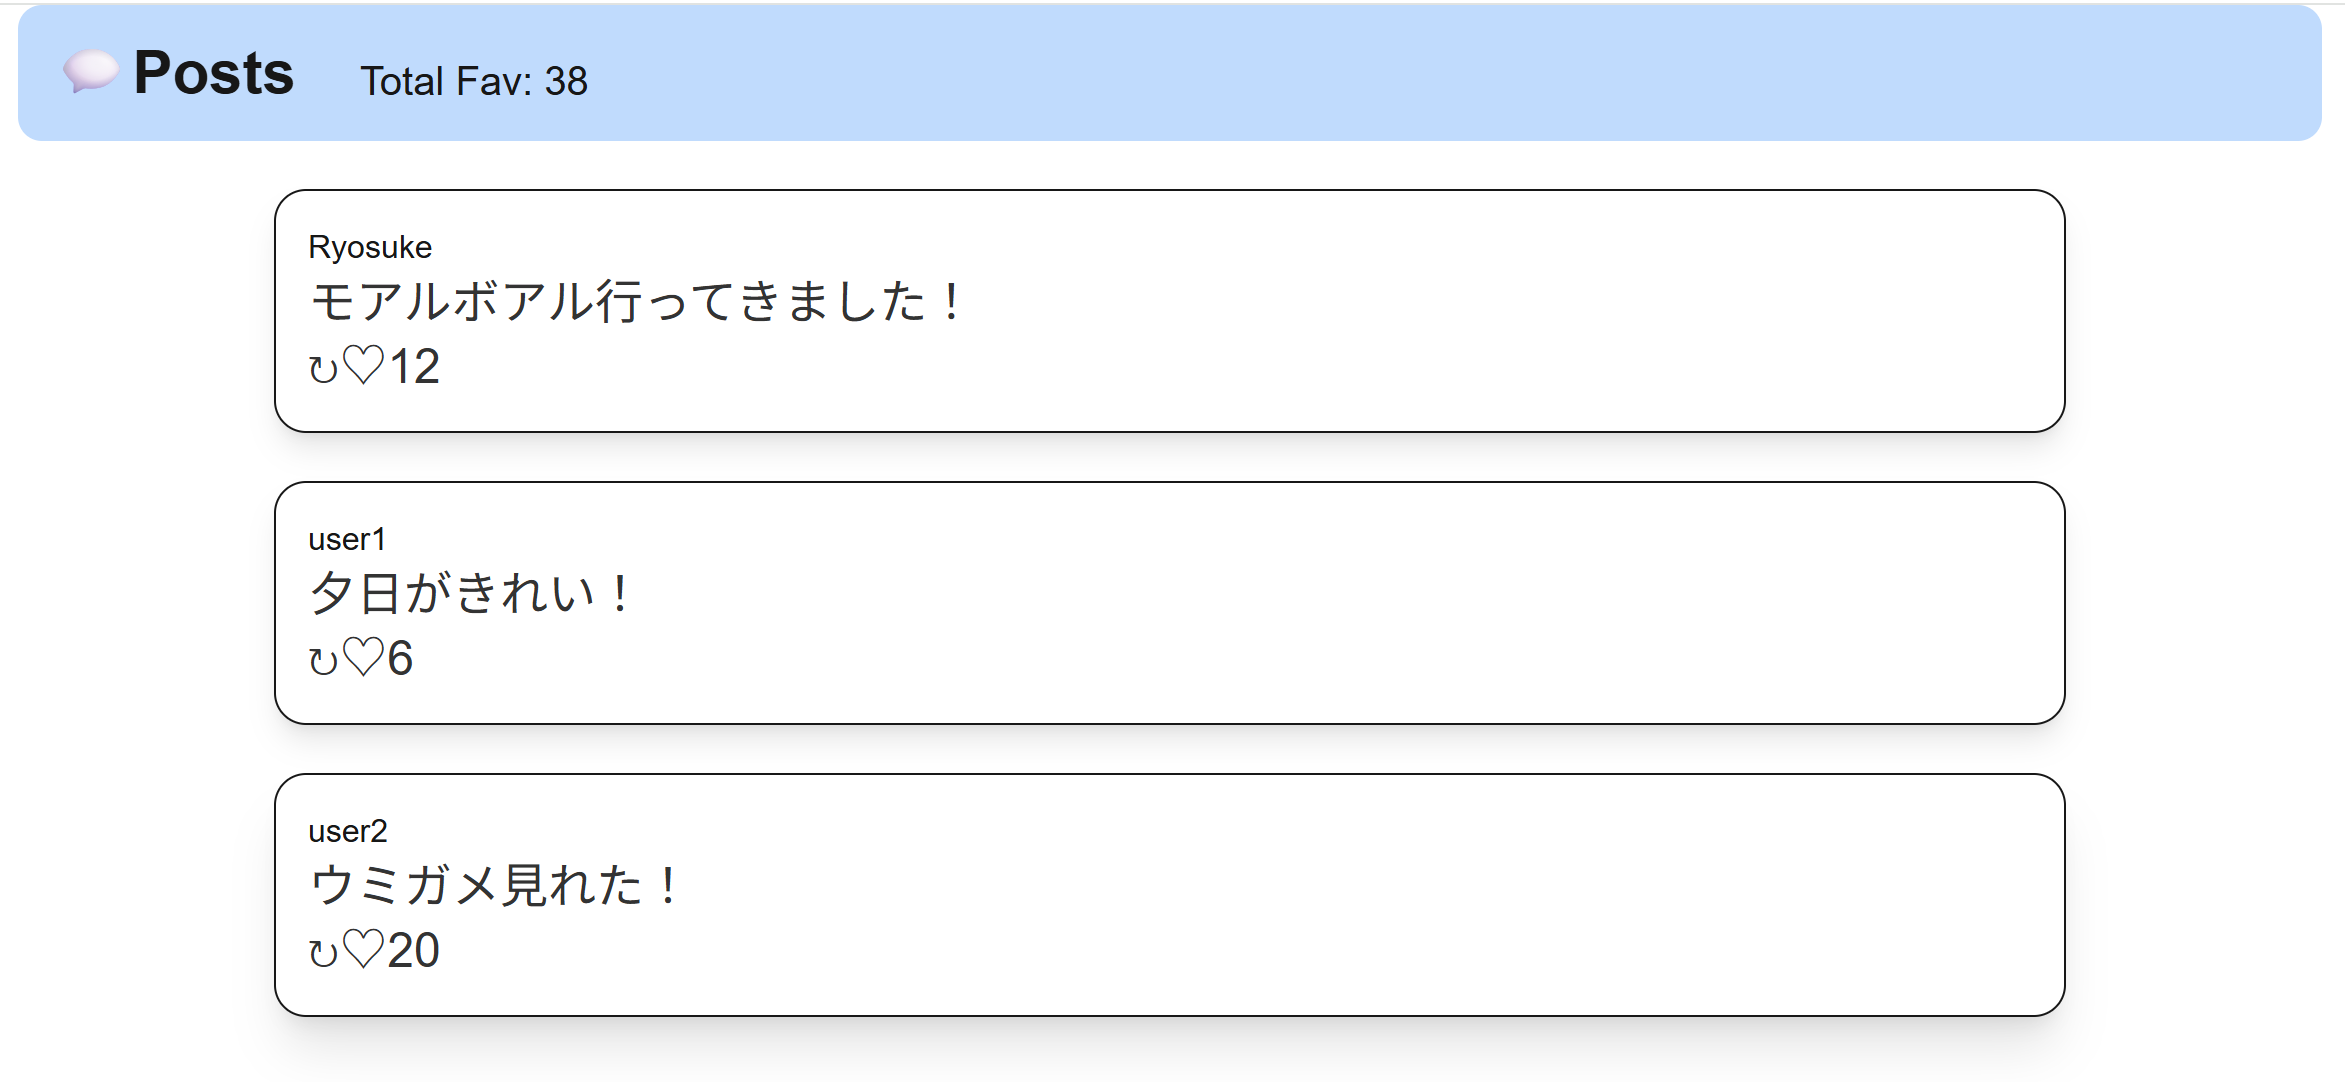 💬 Posts Total Fav: 38
Ryosuke
モアルボアル行ってきました！
↻♡12
user1
夕日がきれい！
↻♡6
user2
ウミガメ見れた！
↻♡20